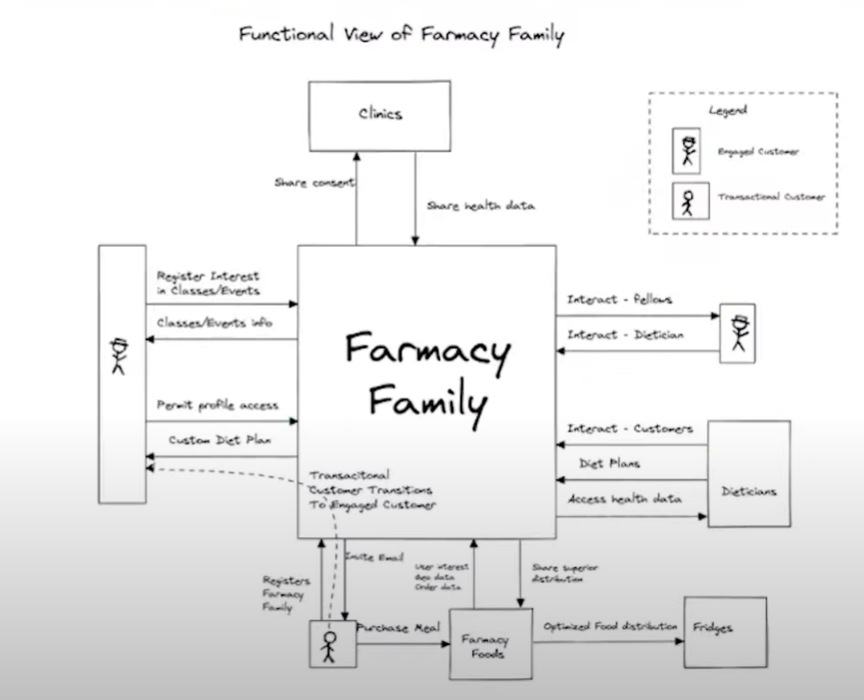 Functional View of Farmacy Family
Clinics
Legend
Engaged Customer
Transactional Customer
Share consent
Share health data
Register Interest
in Classes/Events
Classes/Events info
Permit profile access
Custom Diet Plan
Farmacy
Family
Interact - Fellows
Interact - Dietician
Interact - Customers
Diet Plans
Access health data
Dieticians
Transacitonal
Customer Transitions
To Engaged Customer
Registers
Farmacy
Family
Invite Email
User interest
Geo data
Order data
Share superior
distribution
Purchase Meal
Farmacy
Foods
Optimized Food distribution
Fridges